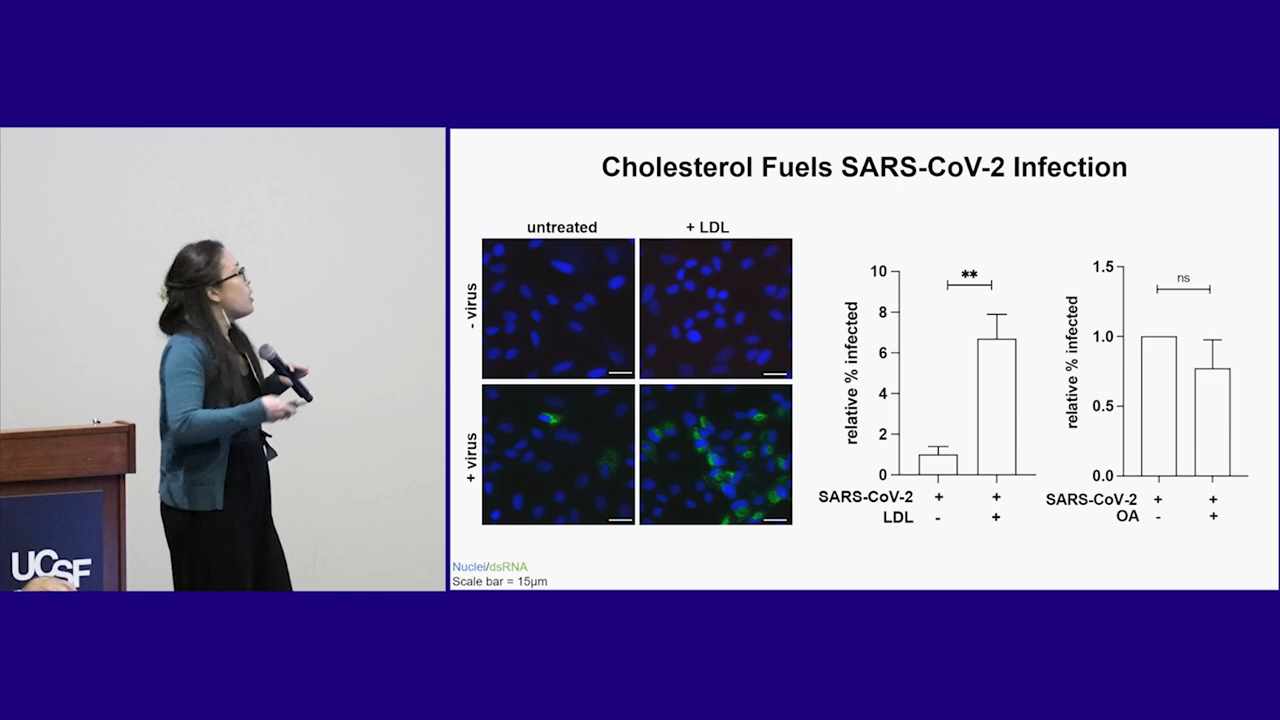 Cholesterol Fuels SARS-CoV-2 Infection
untreated
+ LDL
- virus
+ virus
Nuclei/dsRNA
Scale bar = 15μm
relative % infected
10
8
6
4
2
0
**
SARS-CoV-2 + +
LDL - +
relative % infected
1.5
1.0
0.5
0.0
ns
SARS-CoV-2 + +
OA - +
UCSF